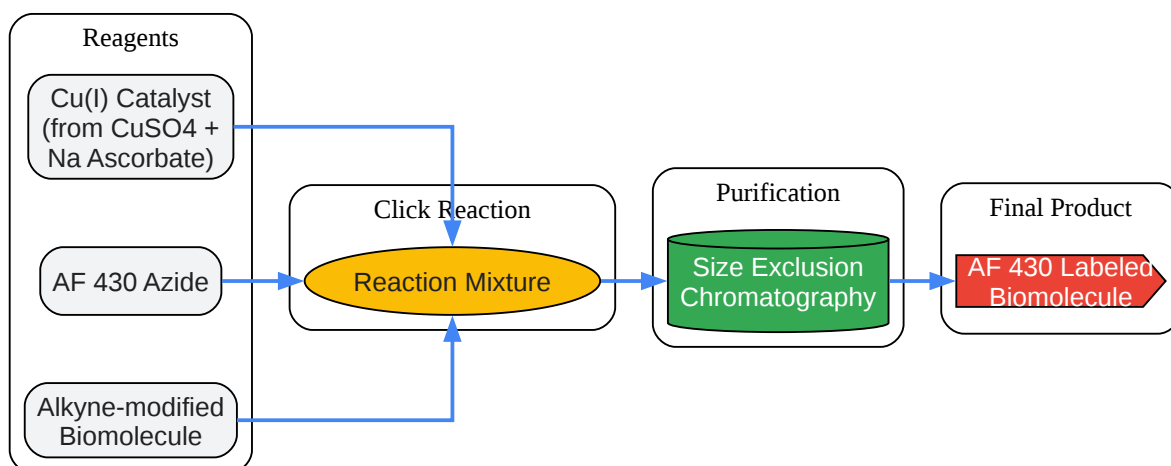 Reagents
Cu(I) Catalyst
(from CuSO4 +
Na Ascorbate)
AF 430 Azide
Alkyne-modified
Biomolecule
Click Reaction
Reaction Mixture
Purification
Size Exclusion
Chromatography
Final Product
AF 430 Labeled
Biomolecule